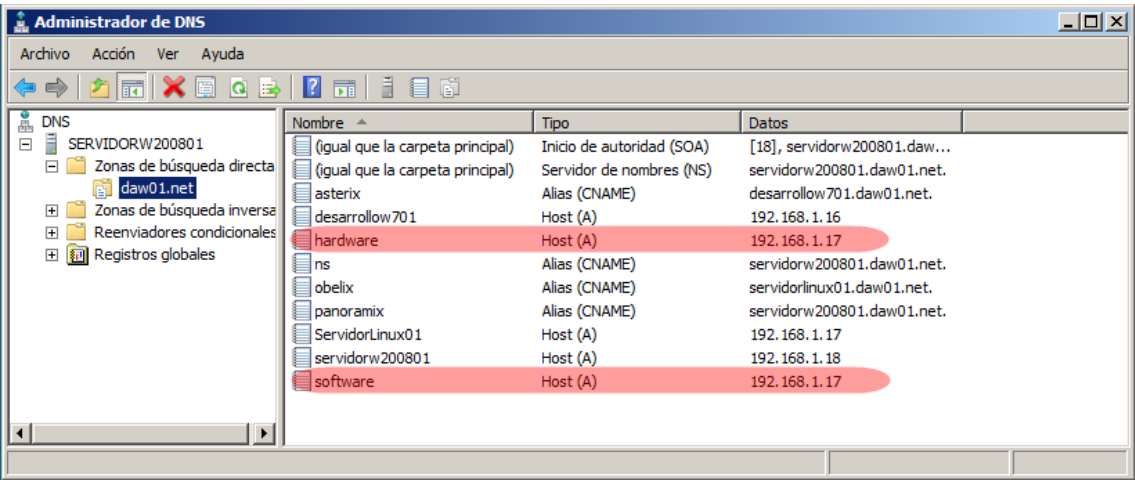 Administrador de DNS
Archivo Acción Ver Ayuda
DNS
SERVIDORW200801
Zonas de búsqueda directa
daw01.net
Zonas de búsqueda inversa
Reenviadores condicionales
Registros globales
Nombre Tipo Datos
(igual que la carpeta principal) Inicio de autoridad (SOA) [18], servidorw200801.daw...
(igual que la carpeta principal) Servidor de nombres (NS) servidorw200801.daw01.net.
asterix Alias (CNAME) desarrollow701.daw01.net.
desarrollow701 Host (A) 192.168.1.16
hardware Host (A) 192.168.1.17
ns Alias (CNAME) servidorw200801.daw01.net.
obelix Alias (CNAME) servidorlinux01.daw01.net.
panoramix Alias (CNAME) servidorw200801.daw01.net.
ServidorLinux01 Host (A) 192.168.1.17
servidorw200801 Host (A) 192.168.1.18
software Host (A) 192.168.1.17